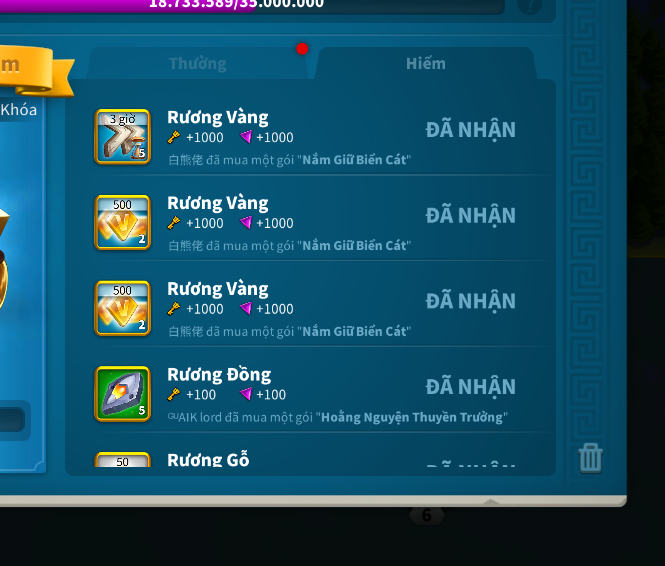 18.733.589/35.000.000
?
m
Thường
Hiếm
Khóa
3 giờ
15
Rương Vàng
+1000 +1000
白熊佬 đã mua một gói "Nắm Giữ Biển Cát"
ĐÃ NHẬN
500
2
Rương Vàng
+1000 +1000
白熊佬 đã mua một gói "Nắm Giữ Biển Cát"
ĐÃ NHẬN
500
2
Rương Vàng
+1000 +1000
白熊佬 đã mua một gói "Nắm Giữ Biển Cát"
ĐÃ NHẬN
5
Rương Đồng
+100 +100
ᴳᵁAIK lord đã mua một gói "Hoằng Nguyện Thuyền Trưởng"
ĐÃ NHẬN
50
Rương Gỗ
ĐÃ NHẬN
6